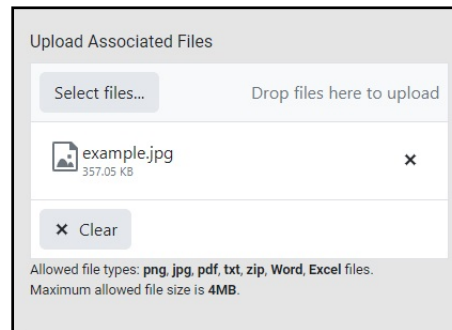 Upload Associated Files
Select files... Drop files here to upload
example.jpg
357.05 KB
Clear
Allowed file types: png, jpg, pdf, txt, zip, Word, Excel files.
Maximum allowed file size is 4MB.